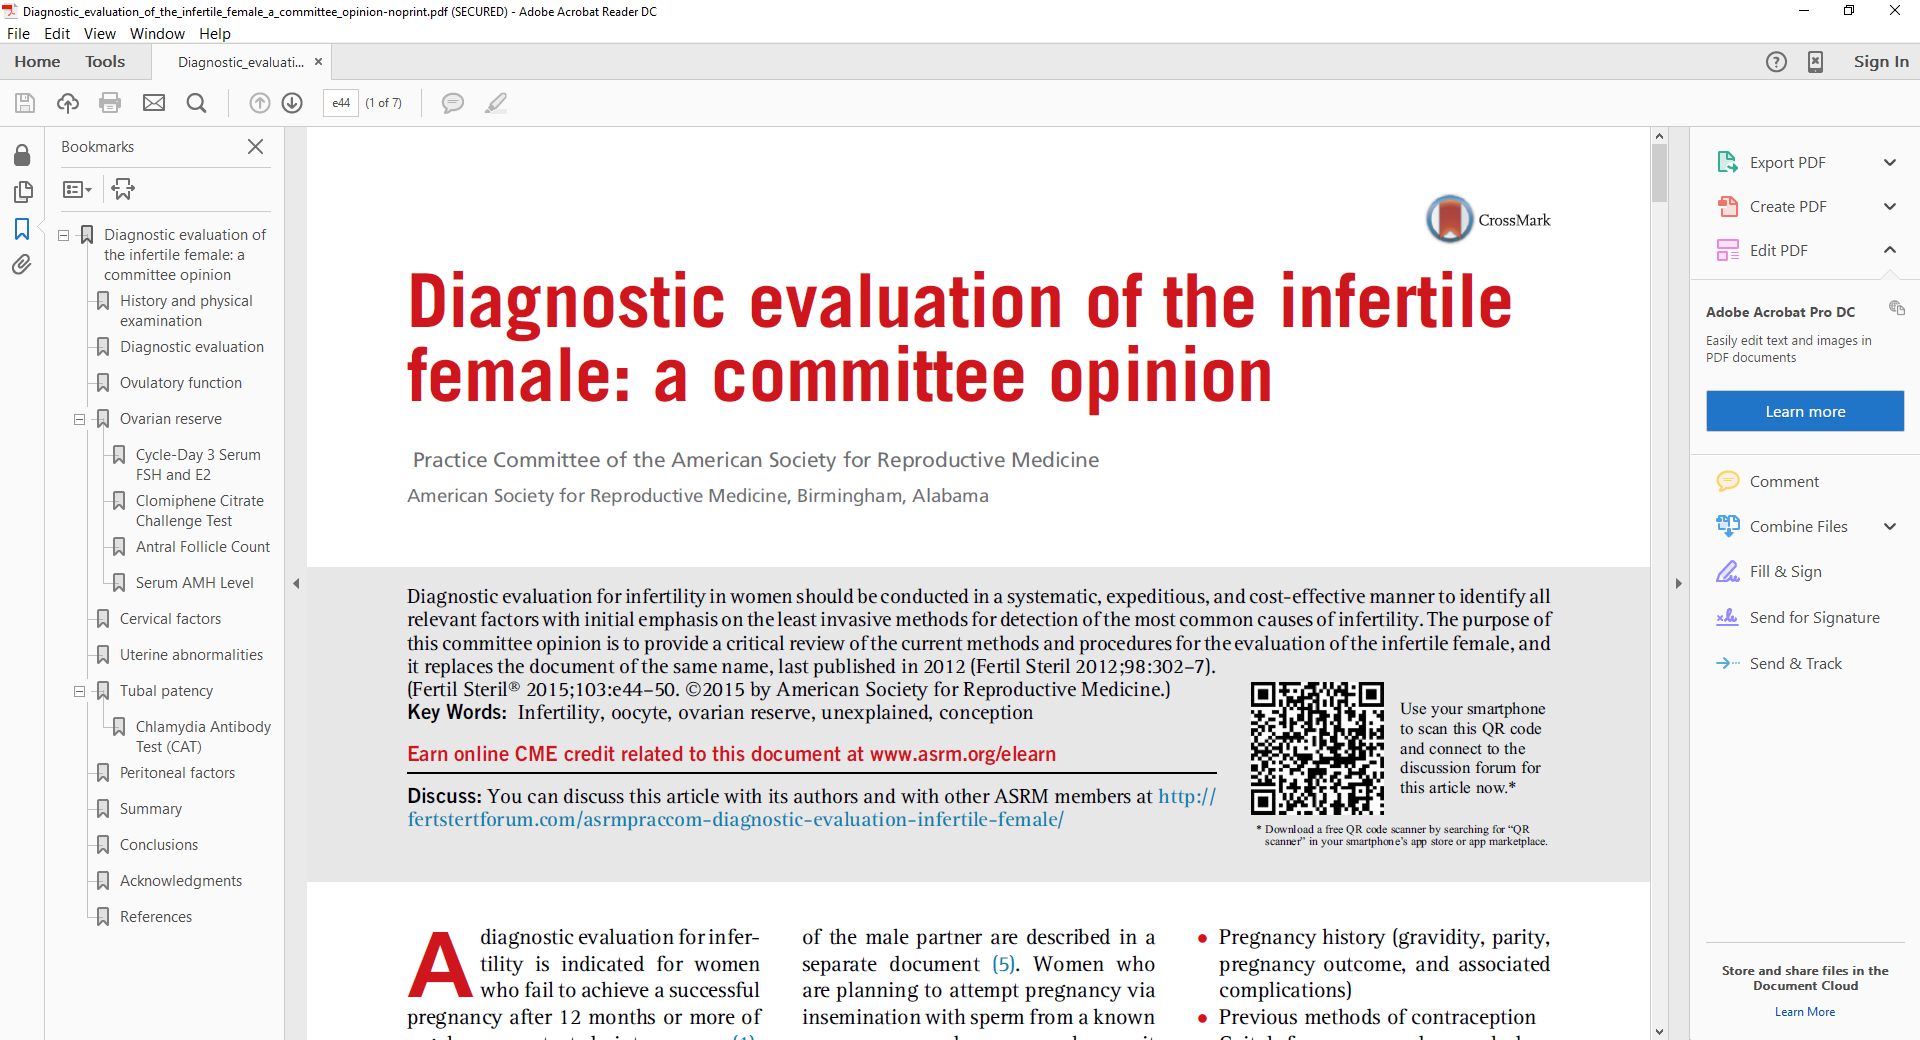 Diagnostic_evaluation_of_the_infertile_female_a_committee_opinion-noprint.pdf (SECURED) - Adobe Acrobat Reader DC
File Edit View Window Help
Home Tools Diagnostic_evaluati... × Sign In
e44 (1 of 7)
Bookmarks
Diagnostic evaluation of
the infertile female: a
committee opinion
History and physical
examination
Diagnostic evaluation
Ovulatory function
Ovarian reserve
Cycle-Day 3 Serum
FSH and E2
Clomiphene Citrate
Challenge Test
Antral Follicle Count
Serum AMH Level
Cervical factors
Uterine abnormalities
Tubal patency
Chlamydia Antibody
Test (CAT)
Peritoneal factors
Summary
Conclusions
Acknowledgments
References
CrossMark
Diagnostic evaluation of the infertile
female: a committee opinion
Practice Committee of the American Society for Reproductive Medicine
American Society for Reproductive Medicine, Birmingham, Alabama
Diagnostic evaluation for infertility in women should be conducted in a systematic, expeditious, and cost-effective manner to identify all
relevant factors with initial emphasis on the least invasive methods for detection of the most common causes of infertility. The purpose of
this committee opinion is to provide a critical review of the current methods and procedures for the evaluation of the infertile female, and
it replaces the document of the same name, last published in 2012 (Fertil Steril 2012;98:302–7).
(Fertil Steril® 2015;103:e44–50. ©2015 by American Society for Reproductive Medicine.)
Key Words: Infertility, oocyte, ovarian reserve, unexplained, conception
Earn online CME credit related to this document at www.asrm.org/elearn
Discuss: You can discuss this article with its authors and with other ASRM members at http://
fertstertforum.com/asrmpraccom-diagnostic-evaluation-infertile-female/
Use your smartphone
to scan this QR code
and connect to the
discussion forum for
this article now.*
* Download a free QR code scanner by searching for “QR
scanner” in your smartphone’s app store or app marketplace.
A diagnostic evaluation for infer-
tility is indicated for women
who fail to achieve a successful
pregnancy after 12 months or more of
of the male partner are described in a
separate document (5). Women who
are planning to attempt pregnancy via
insemination with sperm from a known
• Pregnancy history (gravidity, parity,
pregnancy outcome, and associated
complications)
• Previous methods of contraception
Export PDF
Create PDF
Edit PDF
Adobe Acrobat Pro DC
Easily edit text and images in
PDF documents
Learn more
Comment
Combine Files
Fill & Sign
Send for Signature
Send & Track
Store and share files in the
Document Cloud
Learn More